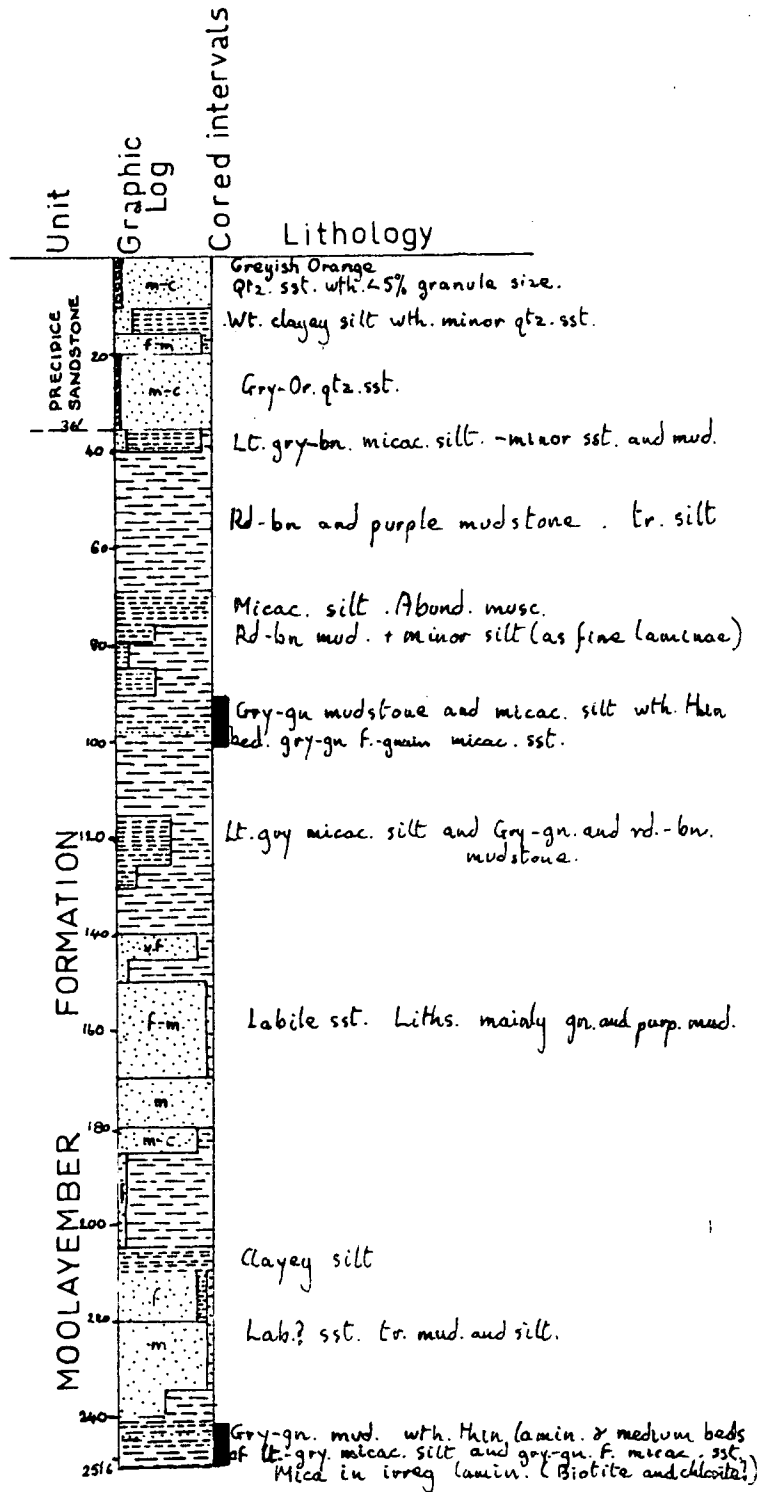 Unit
Graphic Log
Cored intervals
Lithology
PRECIPICE SANDSTONE
MOOLAYEMBER FORMATION
m-c
Greyish Orange
Qtz. sst. wth. <5% granule size.
Wt. clayey silt wth. minor qtz. sst.
f-m
20
m-c
Gry-Or. qtz. sst.
36'
Lt. gry-bn. micac. silt. - minor sst. and mud.
40
Rd-bn and purple mudstone . tr. silt
60
Micac. silt . Abund. musc.
Rd-bn mud. + minor silt (as fine laminae)
80
Gry-gn mudstone and micac. silt wth. thin
bed. gry-gn f-grain micac. sst.
100
Lt. gry micac. silt and Gry-gn. and rd.-bn.
mudstone.
140
v.f
f-m
Labile sst. Liths. mainly gn. and purp. mud.
160
m
180
m-c
200
Clayey silt
f
220
m
Lab.? sst. tr. mud. and silt.
240
Gry-gn. mud. wth. thin lamin. & medium beds
of lt.-gry. micac. silt and gry-gn. f. micac. sst.
Mica in irreg lamin. (Biotite and chlorite?)
251'6